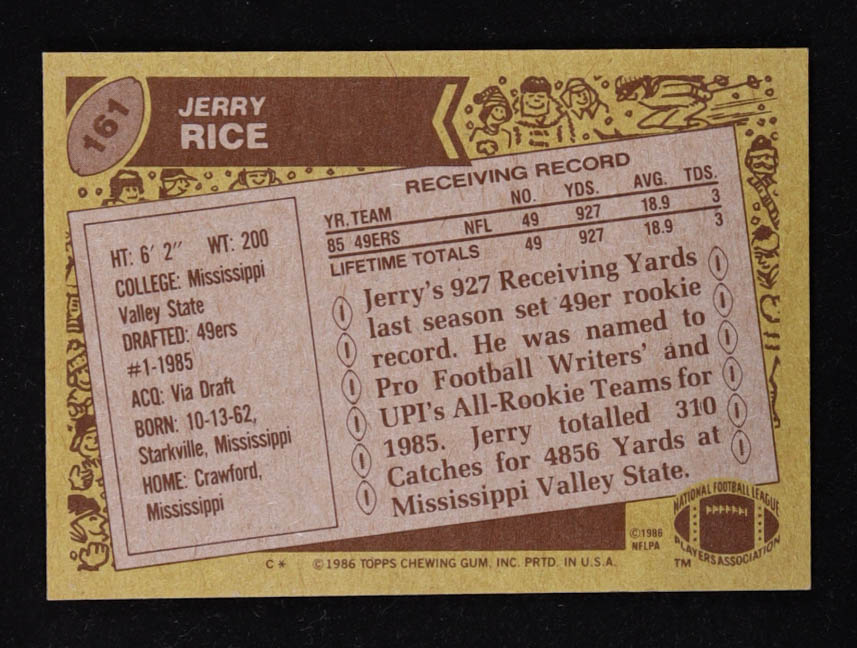 161
JERRY
RICE
HT: 6' 2" WT: 200
COLLEGE: Mississippi
Valley State
DRAFTED: 49ers
#1-1985
ACQ: Via Draft
BORN: 10-13-62,
Starkville, Mississippi
HOME: Crawford,
Mississippi
RECEIVING RECORD
YR. TEAM NO. YDS. AVG. TDS.
85 49ERS NFL 49 927 18.9 3
LIFETIME TOTALS 49 927 18.9 3
Jerry's 927 Receiving Yards
last season set 49er rookie
record. He was named to
Pro Football Writers' and
UPI's All-Rookie Teams for
1985. Jerry totalled 310
Catches for 4856 Yards at
Mississippi Valley State.
©1986
NFLPA
NATIONAL FOOTBALL LEAGUE
PLAYERS ASSOCIATION
TM
C* ©1986 TOPPS CHEWING GUM, INC. PRTD. IN U.S.A.